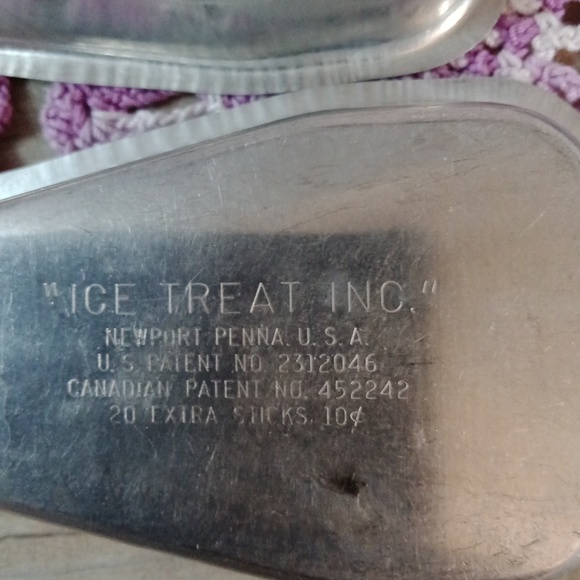 "ICE TREAT INC."
NEWPORT PENNA. U. S. A.
U. S. PATENT NO. 2312046
CANADIAN PATENT NO. 452242
20 EXTRA STICKS 10¢